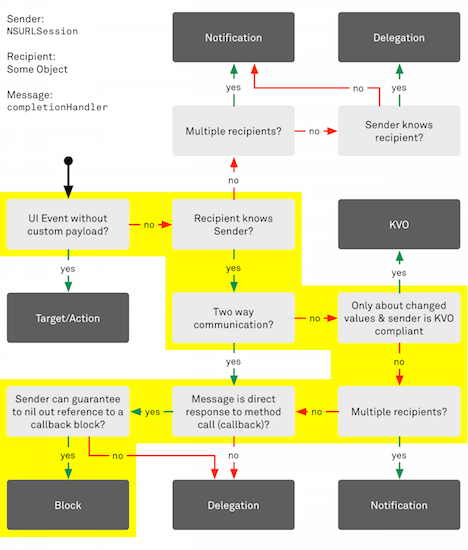 Sender:
NSURLSession
Recipient:
Some Object
Message:
completionHandler
Notification
Delegation
yes
no
yes
Multiple recipients?
no
Sender knows
recipient?
no
UI Event without
custom payload?
no
Recipient knows
Sender?
KVO
yes
yes
yes
Target/Action
Two way
communication?
no
Only about changed
values & sender is KVO
compliant
yes
no
Sender can guarantee
to nil out reference to a
callback block?
yes
Message is direct
response to method
call (callback)?
no
Multiple recipients?
yes
no
no
yes
Block
Delegation
Notification